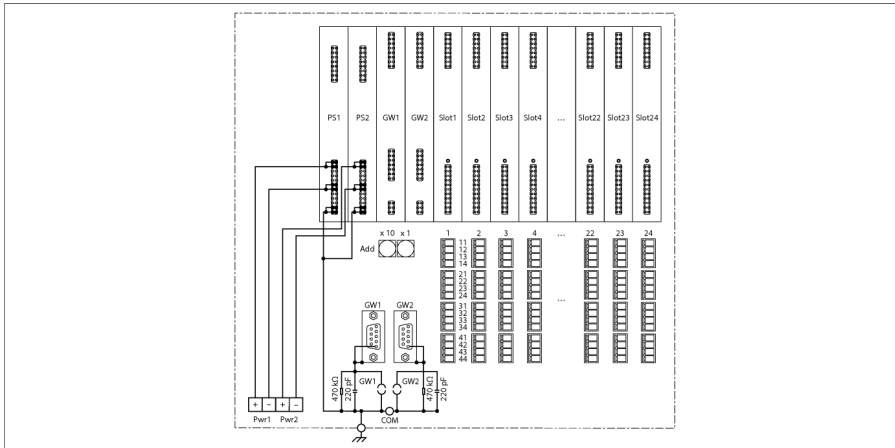 PS1 PS2 GW1 GW2 Slot1 Slot2 Slot3 Slot4 ... Slot22 Slot23 Slot24
x 10 x 1 1 2 3 4 ... 22 23 24
Add
11
12
13
14
21
22
23
24
...
31
32
33
34
41
42
43
44
GW1 GW2
470 kΩ
220 pF
GW1 GW2
470 kΩ
220 pF
+ − + −
Pwr1 Pwr2
COM